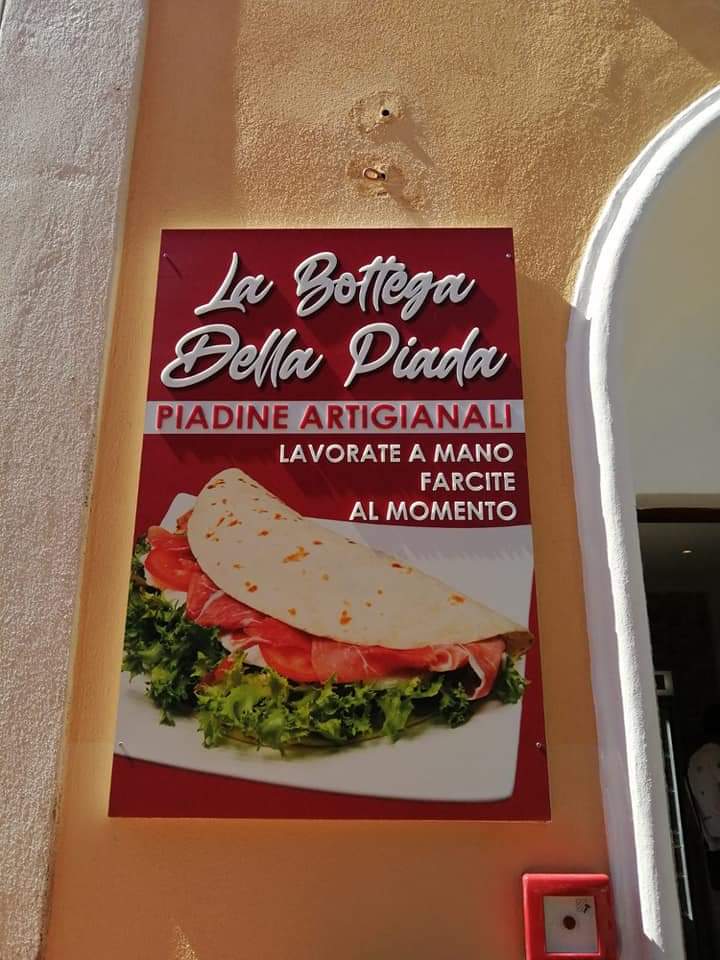 La Bottega
Della Piada
PIADINE ARTIGIANALI
LAVORATE A MANO
FARCITE
AL MOMENTO